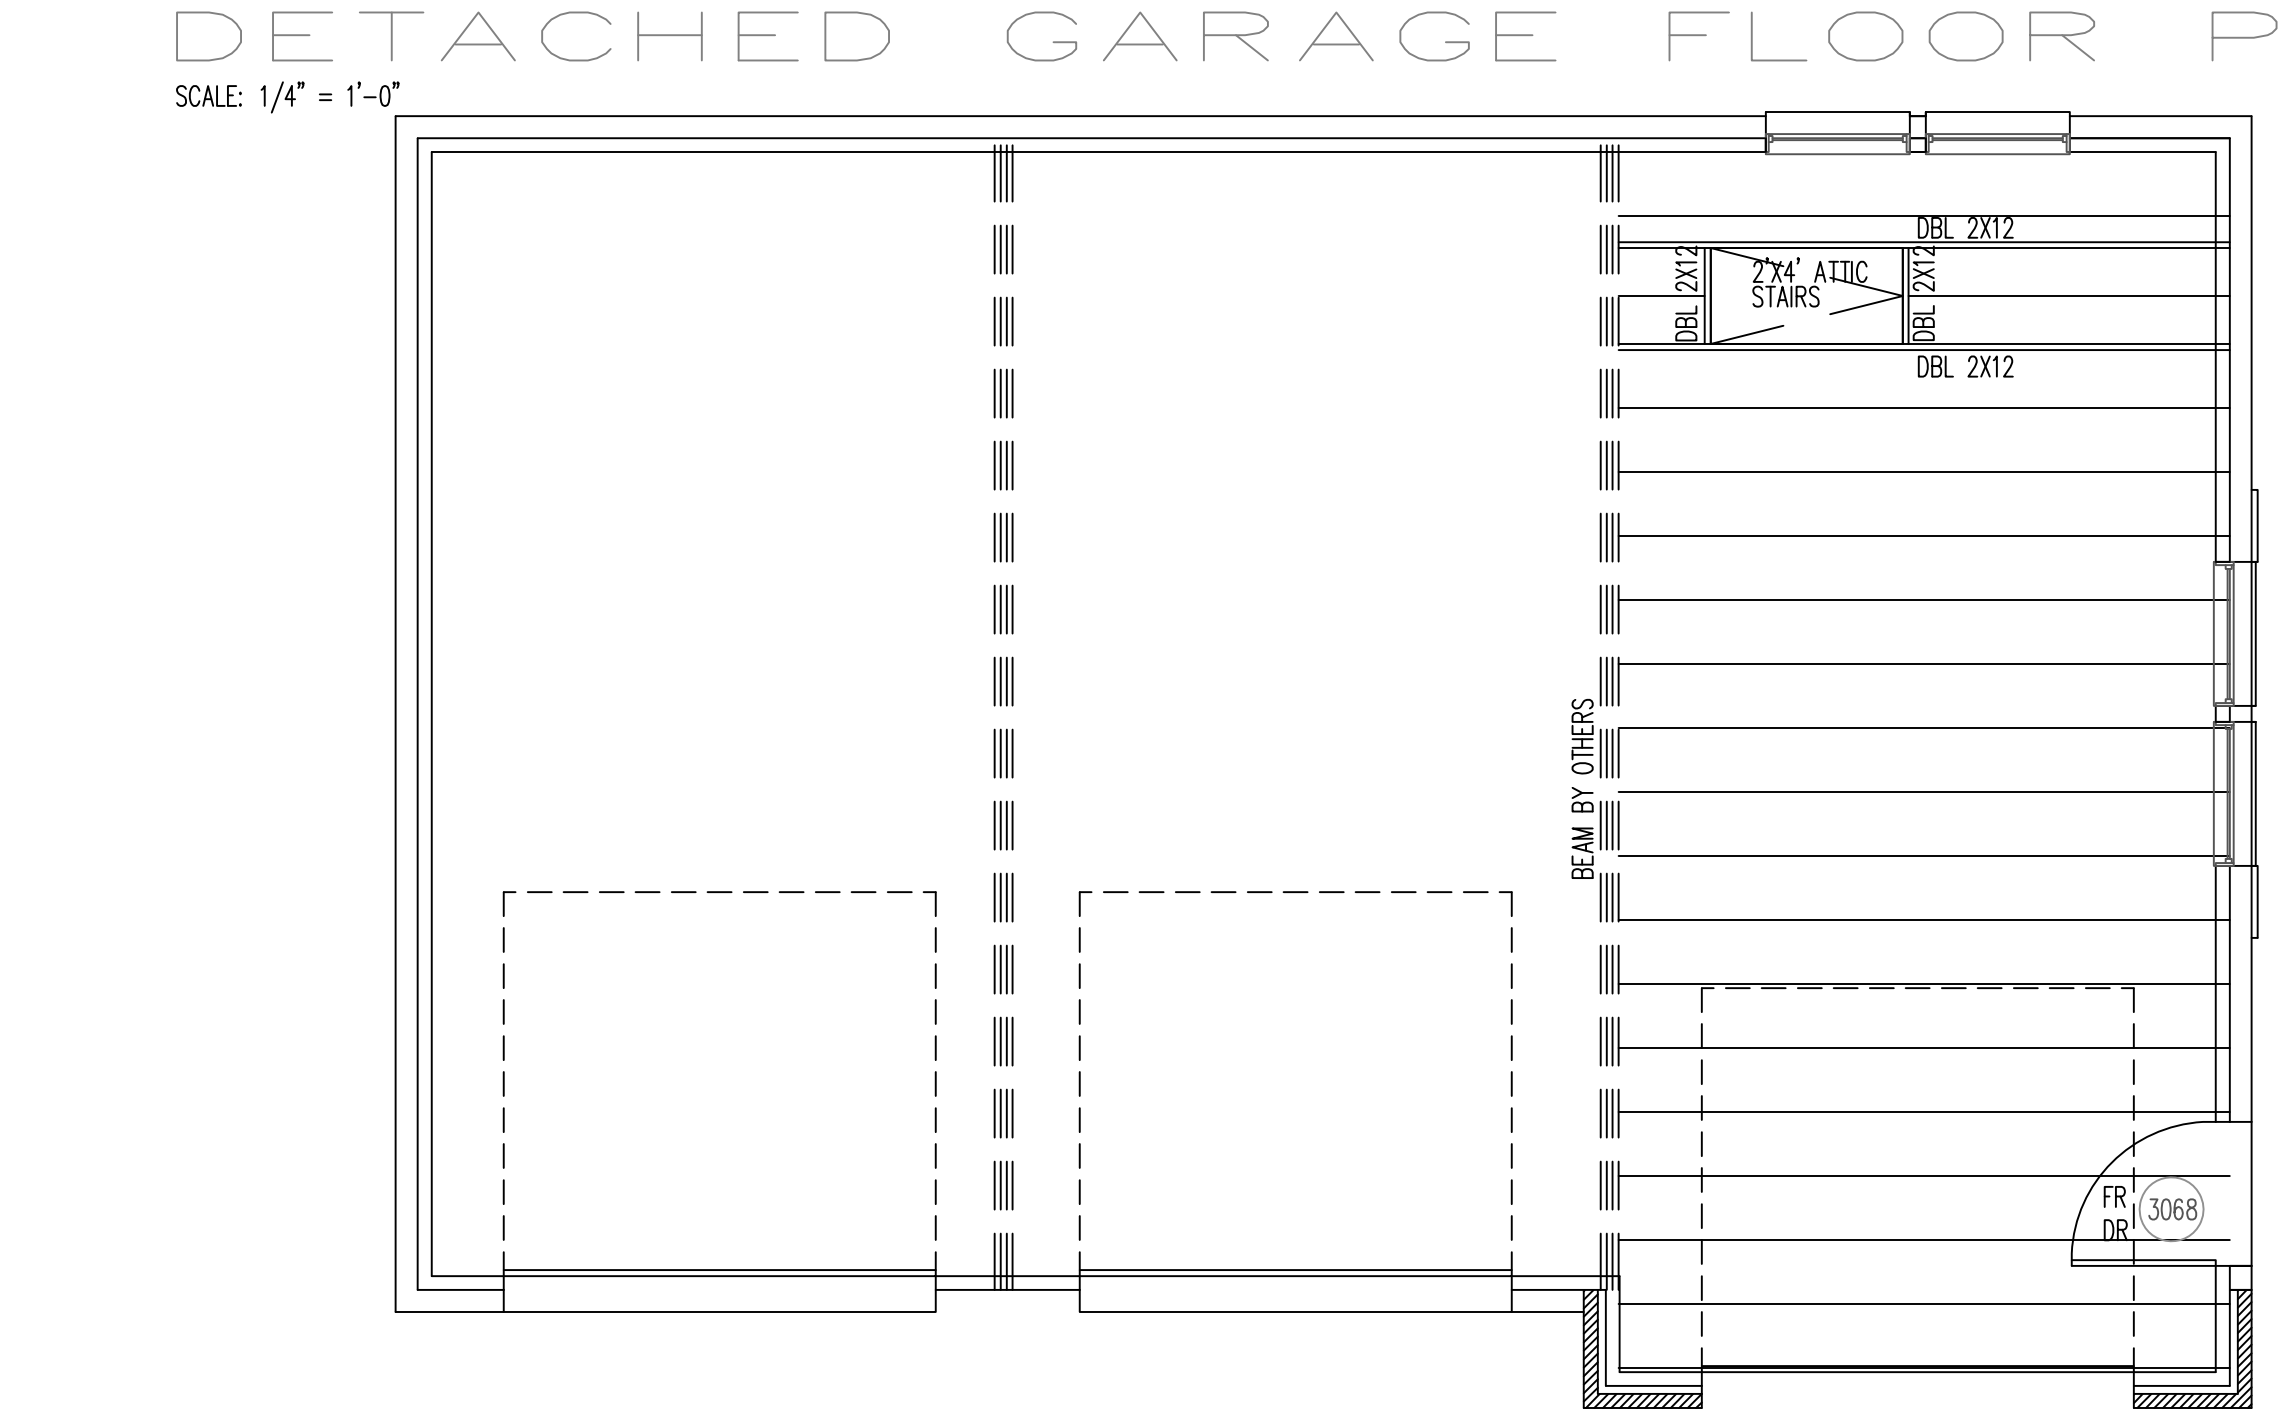 DETACHED GARAGE FLOOR P
SCALE: 1/4" = 1'-0"
DBL 2X12
DBL 2X12
2'X4' ATTIC
STAIRS
DBL 2X12
DBL 2X12
BEAM BY OTHERS
FR
DR
3068